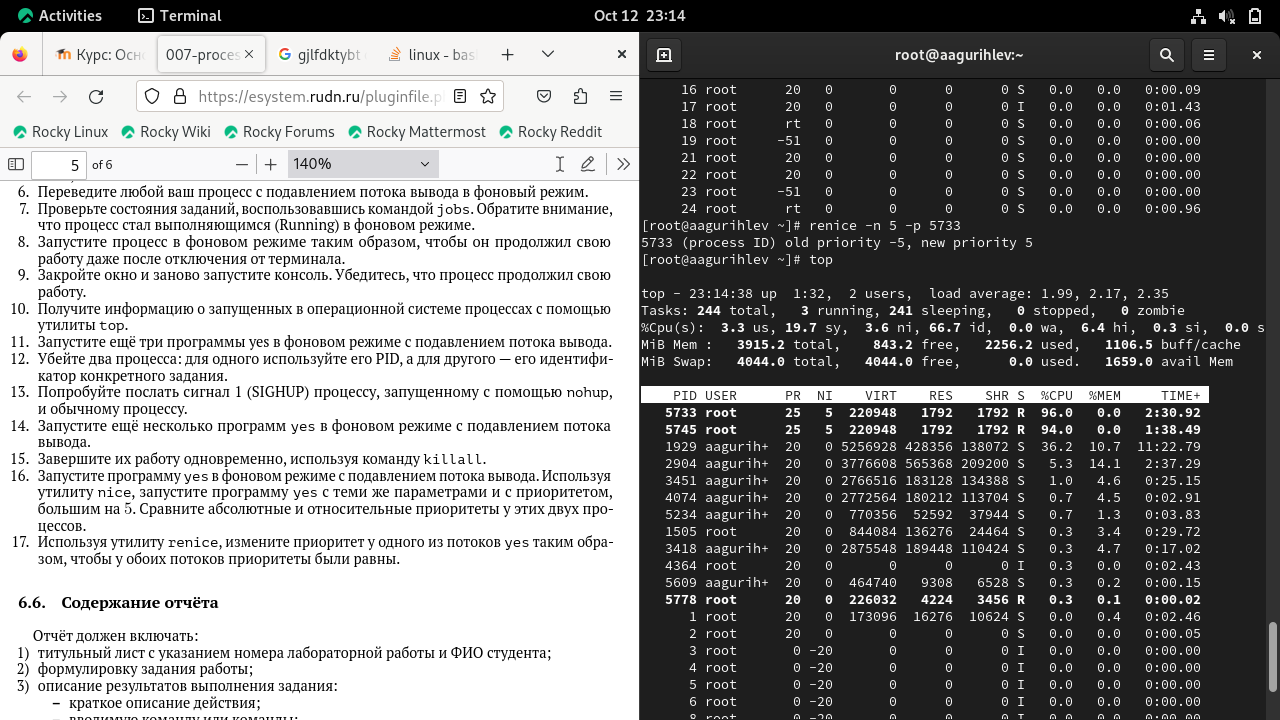 Activities
Terminal
Oct 12 23:14
Курс: Осн
007-proces
gjlfdktybt
linux - bas
https://esystem.rudn.ru/pluginfile.p
Rocky Linux
Rocky Wiki
Rocky Forums
Rocky Mattermost
Rocky Reddit
5
of 6
140%
6. Переведите любой ваш процесс с подавлением потока вывода в фоновый режим.
7. Проверьте состояния заданий, воспользовавшись командой jobs. Обратите внимание,
что процесс стал выполняющимся (Running) в фоновом режиме.
8. Запустите процесс в фоновом режиме таким образом, чтобы он продолжил свою
работу даже после отключения от терминала.
9. Закройте окно и заново запустите консоль. Убедитесь, что процесс продолжил свою
работу.
10. Получите информацию о запущенных в операционной системе процессах с помощью
утилиты top.
11. Запустите ещё три программы yes в фоновом режиме с подавлением потока вывода.
12. Убейте два процесса: для одного используйте его PID, а для другого — его идентифи-
катор конкретного задания.
13. Попробуйте послать сигнал 1 (SIGHUP) процессу, запущенному с помощью nohup,
и обычному процессу.
14. Запустите ещё несколько программ yes в фоновом режиме с подавлением потока
вывода.
15. Завершите их работу одновременно, используя команду killall.
16. Запустите программу yes в фоновом режиме с подавлением потока вывода. Используя
утилиту nice, запустите программу yes с теми же параметрами и с приоритетом,
большим на 5. Сравните абсолютные и относительные приоритеты у этих двух про-
цессов.
17. Используя утилиту renice, измените приоритет у одного из потоков yes таким обра-
зом, чтобы у обоих потоков приоритеты были равны.
6.6. Содержание отчёта
Отчёт должен включать:
1) титульный лист с указанием номера лабораторной работы и ФИО студента;
2) формулировку задания работы;
3) описание результатов выполнения задания:
– краткое описание действия;
– вводимую команду или команды;
root@aagurihlev:~
16 root 20 0 0 0 0 S 0.0 0.0 0:00.09
17 root 20 0 0 0 0 I 0.0 0.0 0:01.43
18 root rt 0 0 0 0 S 0.0 0.0 0:00.06
19 root -51 0 0 0 0 S 0.0 0.0 0:00.00
21 root 20 0 0 0 0 S 0.0 0.0 0:00.00
22 root 20 0 0 0 0 S 0.0 0.0 0:00.00
23 root -51 0 0 0 0 S 0.0 0.0 0:00.00
24 root rt 0 0 0 0 S 0.0 0.0 0:00.96
[root@aagurihlev ~]# renice -n 5 -p 5733
5733 (process ID) old priority -5, new priority 5
[root@aagurihlev ~]# top
top - 23:14:38 up 1:32, 2 users, load average: 1.99, 2.17, 2.35
Tasks: 244 total, 3 running, 241 sleeping, 0 stopped, 0 zombie
%Cpu(s): 3.3 us, 19.7 sy, 3.6 ni, 66.7 id, 0.0 wa, 6.4 hi, 0.3 si, 0.0 s
MiB Mem : 3915.2 total, 843.2 free, 2256.2 used, 1106.5 buff/cache
MiB Swap: 4044.0 total, 4044.0 free, 0.0 used. 1659.0 avail Mem
PID USER PR NI VIRT RES SHR S %CPU %MEM TIME+
5733 root 25 5 220948 1792 1792 R 96.0 0.0 2:30.92
5745 root 25 5 220948 1792 1792 R 94.0 0.0 1:38.49
1929 aagurih+ 20 0 5256928 428356 138072 S 36.2 10.7 11:22.79
2904 aagurih+ 20 0 3776608 565368 209200 S 5.3 14.1 2:37.29
3451 aagurih+ 20 0 2766516 183128 134388 S 1.0 4.6 0:25.15
4074 aagurih+ 20 0 2772564 180212 113704 S 0.7 4.5 0:02.91
5234 aagurih+ 20 0 770356 52592 37944 S 0.7 1.3 0:03.83
1505 root 20 0 844084 136276 24464 S 0.3 3.4 0:29.72
3418 aagurih+ 20 0 2875548 189448 110424 S 0.3 4.7 0:17.02
4364 root 20 0 0 0 0 I 0.3 0.0 0:02.43
5609 aagurih+ 20 0 464740 9308 6528 S 0.3 0.2 0:00.15
5778 root 20 0 226032 4224 3456 R 0.3 0.1 0:00.02
1 root 20 0 173096 16276 10624 S 0.0 0.4 0:02.46
2 root 20 0 0 0 0 S 0.0 0.0 0:00.05
3 root 0 -20 0 0 0 I 0.0 0.0 0:00.00
4 root 0 -20 0 0 0 I 0.0 0.0 0:00.00
5 root 0 -20 0 0 0 I 0.0 0.0 0:00.00
6 root 0 -20 0 0 0 I 0.0 0.0 0:00.00
8 root 0 -20 0 0 0 I 0.0 0.0 0:00.00